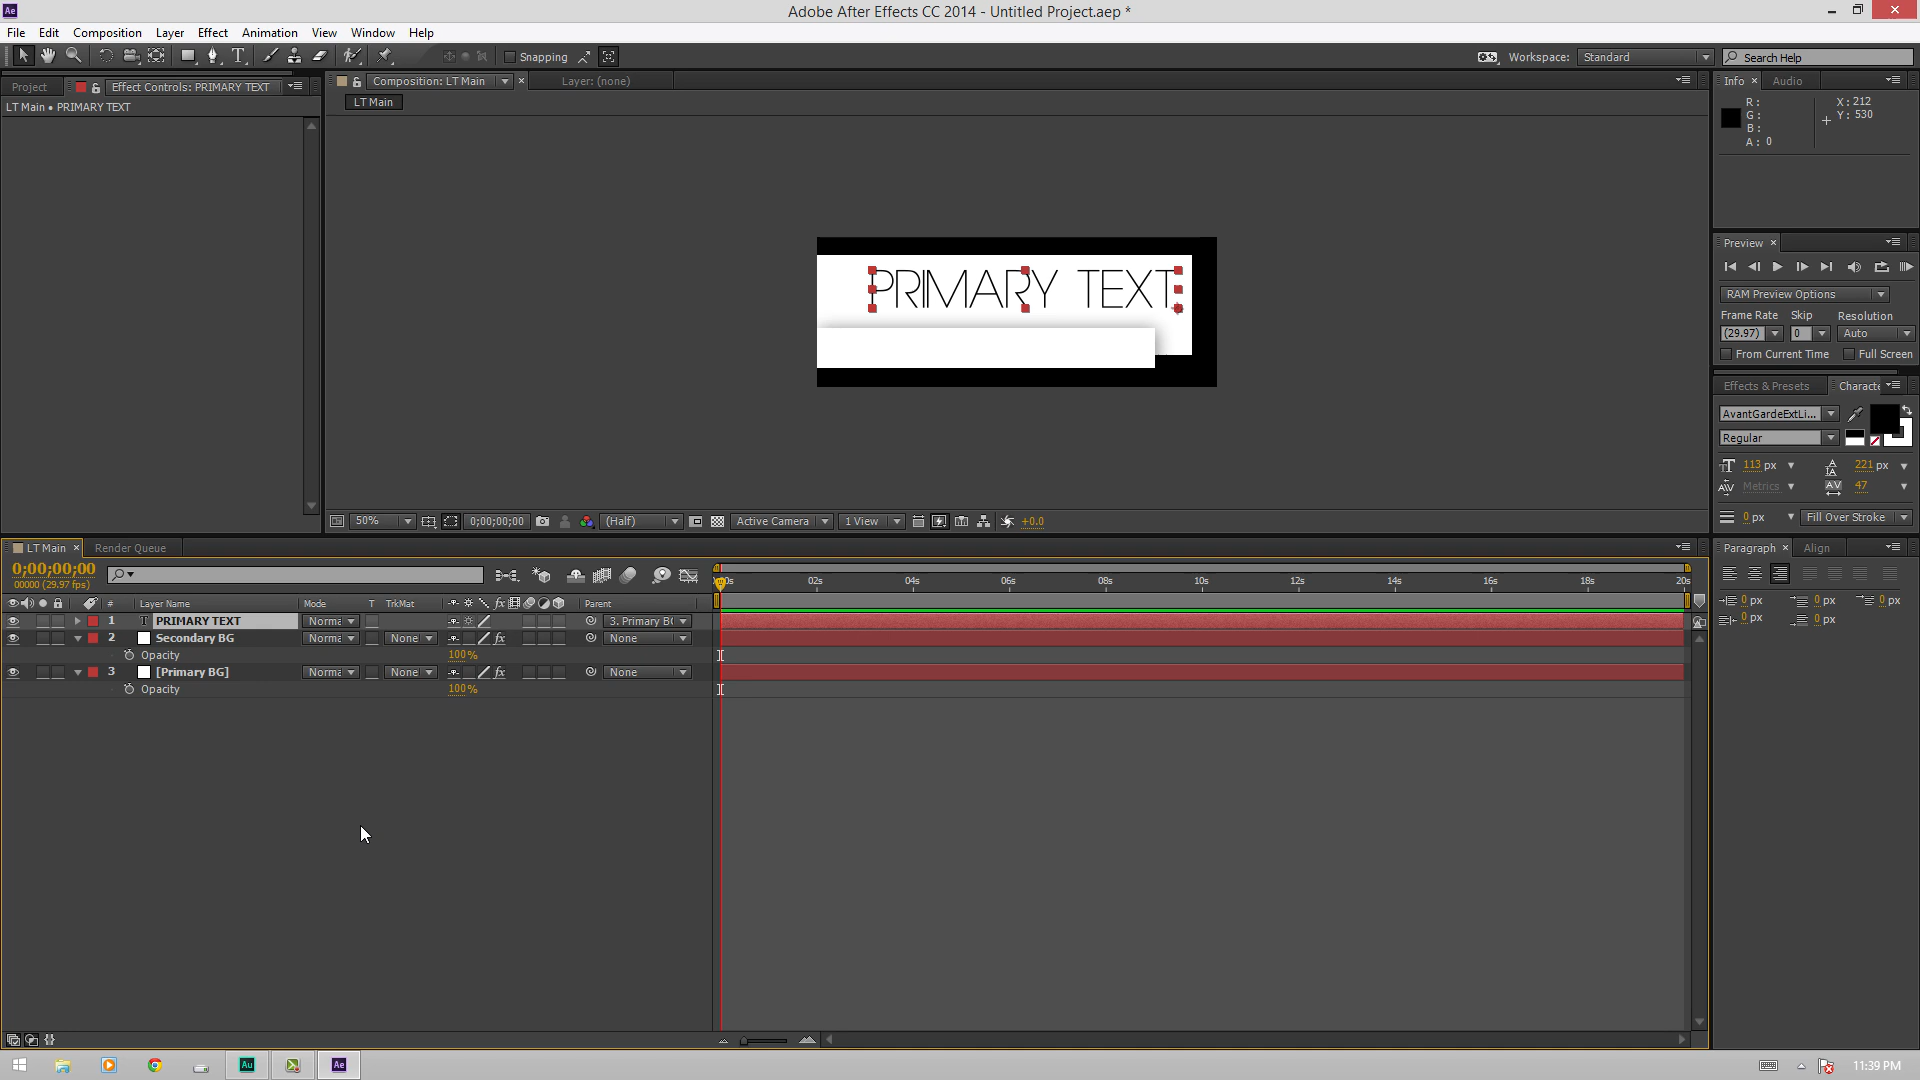 Ae
Adobe After Effects CC 2014 - Untitled Project.aep *
File Edit Composition Layer Effect Animation View Window Help
T Snapping Workspace: Standard Search Help
Project Effect Controls: PRIMARY TEXT
LT Main • PRIMARY TEXT
Composition: LT Main Layer: (none)
LT Main
PRIMARY TEXT
50% 0;00;00;00 (Half) Active Camera 1 View +0.0
Info Audio
R: X: 212
G: Y: 530
B:
A: 0
Preview
RAM Preview Options
Frame Rate Skip Resolution
(29.97) 0 Auto
From Current Time Full Screen
Effects & Presets Characte
AvantGardeExtLi...
Regular
113 px 221 px
Metrics 47
0 px Fill Over Stroke
Paragraph Align
0 px 0 px 0 px
0 px 0 px
LT Main Render Queue
0;00;00;00
00000 (29.97 fps)
02s 04s 06s 08s 10s 12s 14s 16s 18s 20s
# Layer Name Mode T TrkMat fx Parent
1 T PRIMARY TEXT Norma 3. Primary B
2 Secondary BG Norma None fx None
Opacity 100%
3 [Primary BG] Norma None fx None
Opacity 100%
Au Ae 11:39 PM